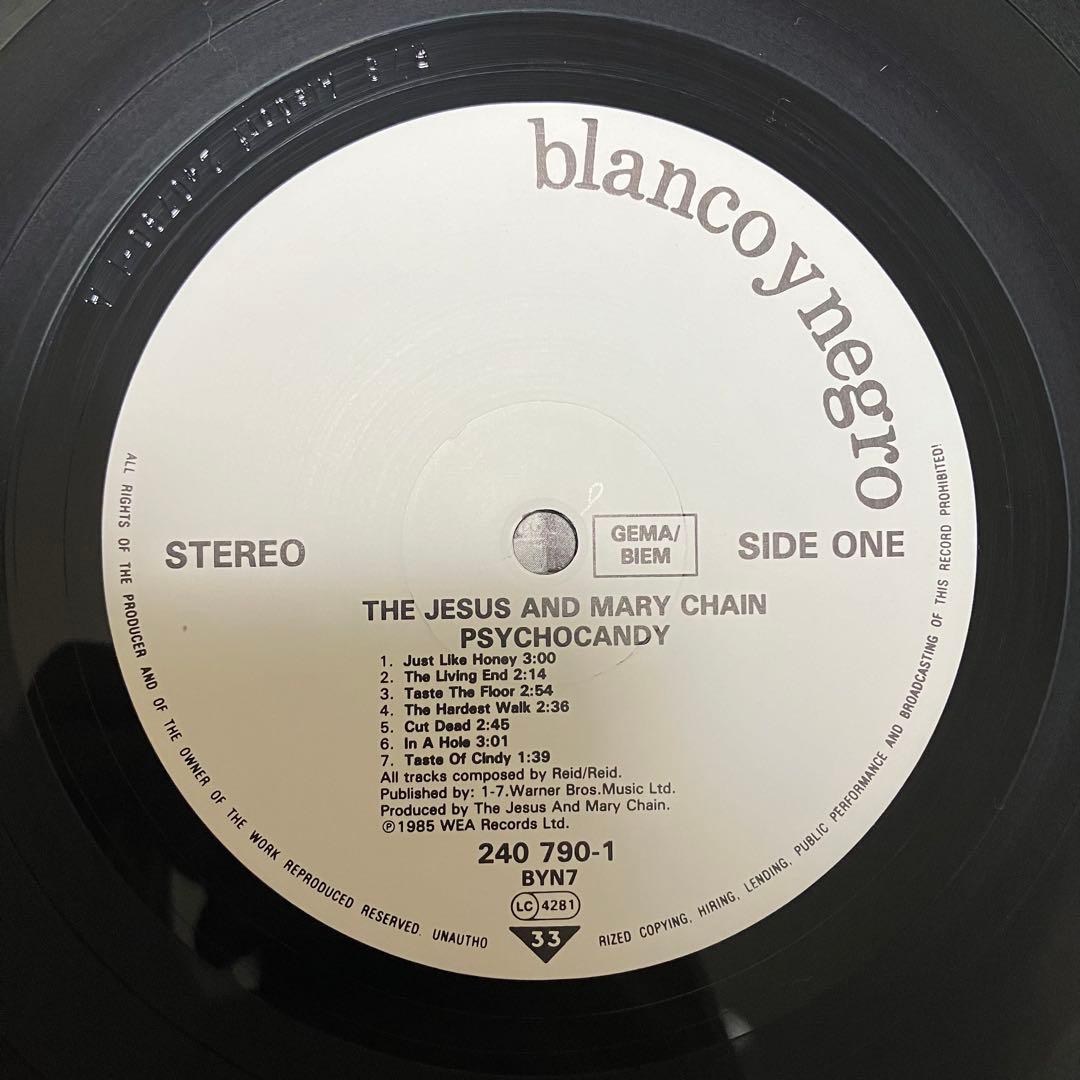 blanco y negro
STEREO
GEMA/
BIEM
SIDE ONE
THE JESUS AND MARY CHAIN
PSYCHOCANDY
1. Just Like Honey 3:00
2. The Living End 2:14
3. Taste The Floor 2:54
4. The Hardest Walk 2:36
5. Cut Dead 2:45
6. In A Hole 3:01
7. Taste Of Cindy 1:39
All tracks composed by Reid/Reid.
Published by: 1-7.Warner Bros.Music Ltd.
Produced by The Jesus And Mary Chain.
℗1985 WEA Records Ltd.
240 790-1
BYN7
LC 4281
33
ALL RIGHTS OF THE PRODUCER AND OF THE OWNER OF THE WORK REPRODUCED RESERVED. UNAUTHO
RIZED COPYING, HIRING, LENDING, PUBLIC PERFORMANCE AND BROADCASTING OF THIS RECORD PROHIBITED!